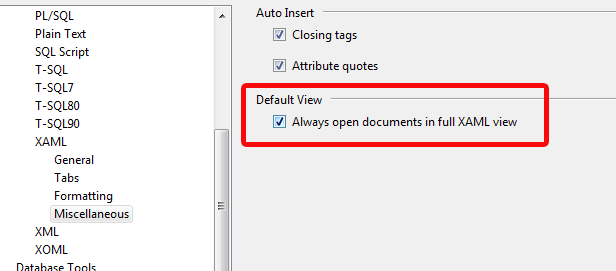 PL/SQL
Plain Text
SQL Script
T-SQL
T-SQL7
T-SQL80
T-SQL90
XAML
General
Tabs
Formatting
Miscellaneous
XML
XOML
Database Tools
Auto Insert
Closing tags
Attribute quotes
Default View
Always open documents in full XAML view